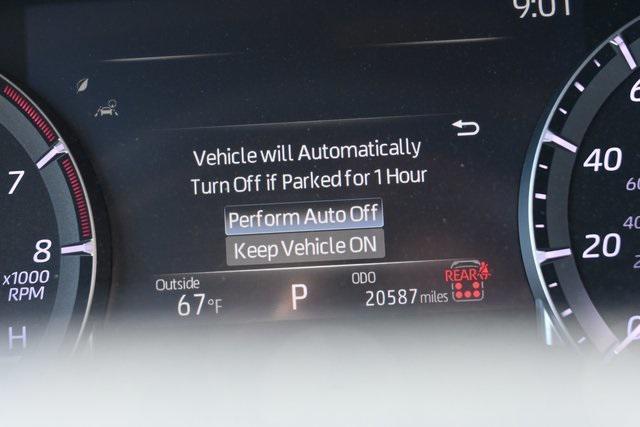 9:01
Vehicle will Automatically
Turn Off if Parked for 1 Hour
Perform Auto Off
Keep Vehicle ON
Outside
67°F
P
ODO
20587 miles
REAR
7
8
x1000
RPM
H
40
20